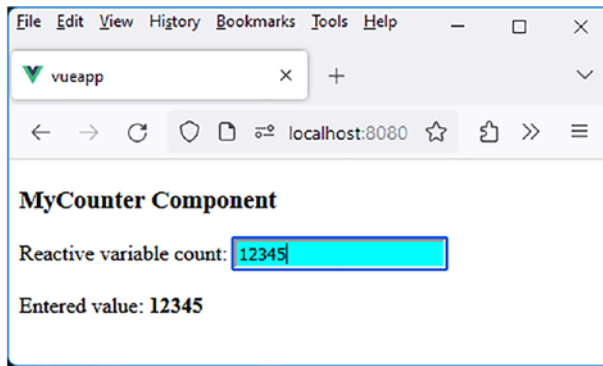 File Edit View History Bookmarks Tools Help
vueapp
localhost:8080
MyCounter Component
Reactive variable count: 12345
Entered value: 12345